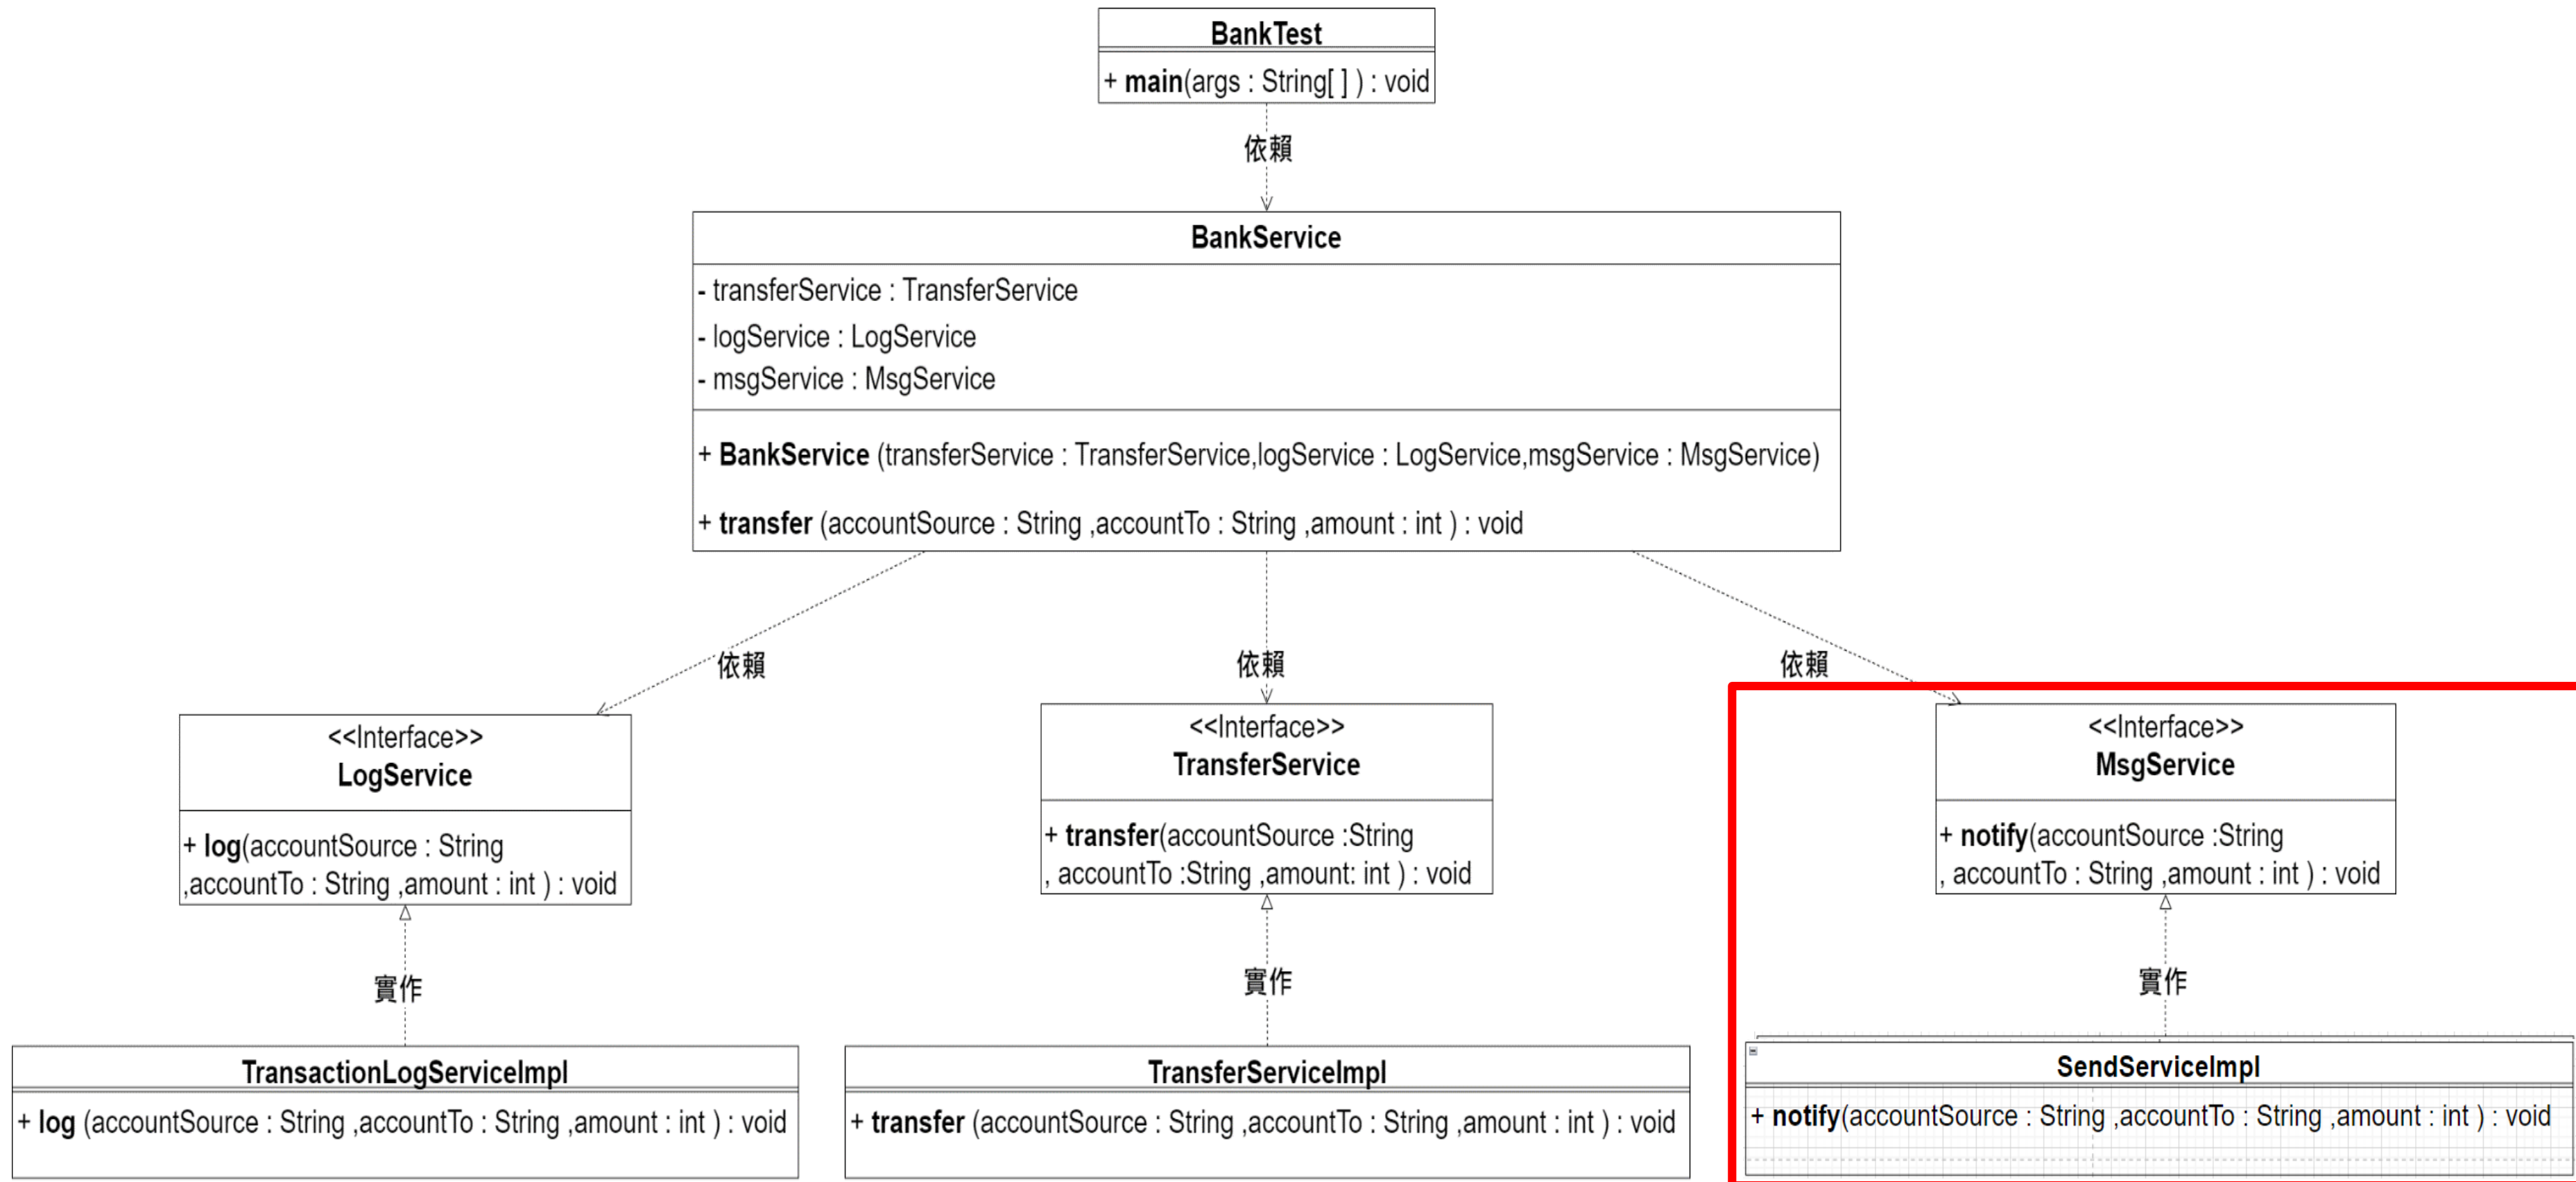 BankTest
+ main(args : String[ ] ) : void
依賴
BankService
- transferService : TransferService
- logService : LogService
- msgService : MsgService
+ BankService (transferService : TransferService,logService : LogService,msgService : MsgService)
+ transfer (accountSource : String ,accountTo : String ,amount : int ) : void
依賴
依賴
依賴
<<Interface>>
LogService
+ log(accountSource : String
,accountTo : String ,amount : int ) : void
<<Interface>>
TransferService
+ transfer(accountSource :String
, accountTo :String ,amount: int ) : void
<<Interface>>
MsgService
+ notify(accountSource :String
, accountTo : String ,amount : int ) : void
實作
實作
實作
TransactionLogServiceImpl
+ log (accountSource : String ,accountTo : String ,amount : int ) : void
TransferServiceImpl
+ transfer (accountSource : String ,accountTo : String ,amount : int ) : void
SendServiceImpl
+ notify(accountSource : String ,accountTo : String ,amount : int ) : void